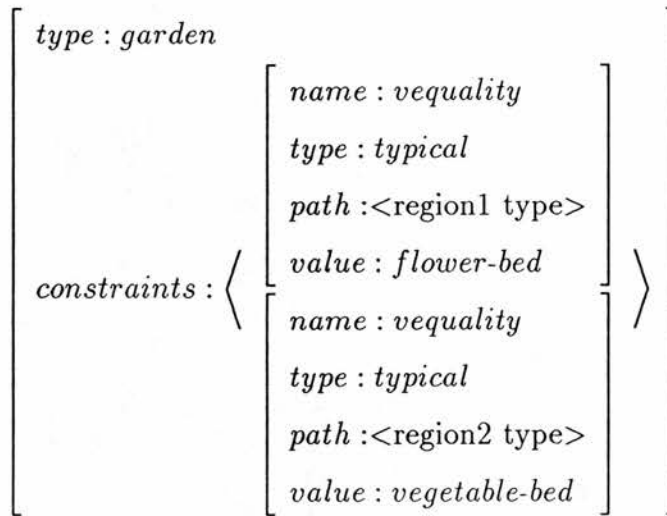 type : garden
name : vequality
type : typical
path :<region1 type>
value : flower-bed
constraints :
name : vequality
type : typical
path :<region2 type>
value : vegetable-bed